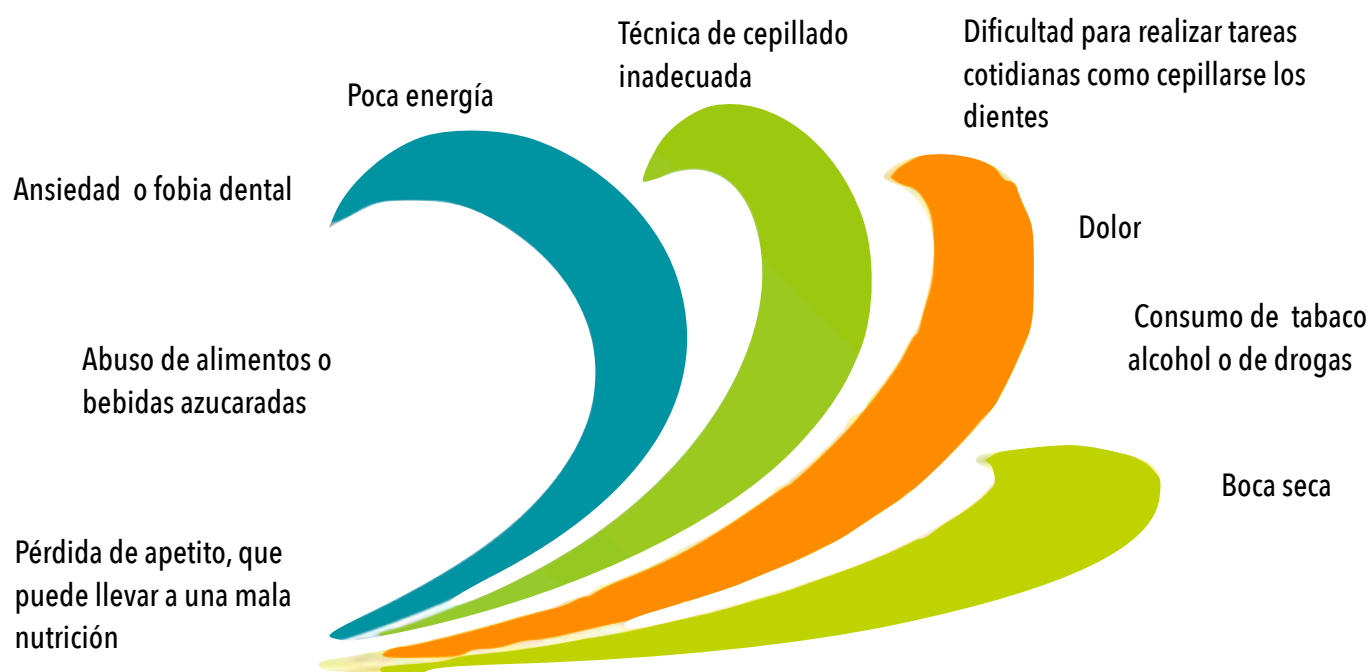 Técnica de cepillado
inadecuada
Dificultad para realizar tareas
cotidianas como cepillarse los
dientes
Poca energía
Ansiedad o fobia dental
Dolor
Consumo de tabaco
alcohol o de drogas
Abuso de alimentos o
bebidas azucaradas
Boca seca
Pérdida de apetito, que
puede llevar a una mala
nutrición